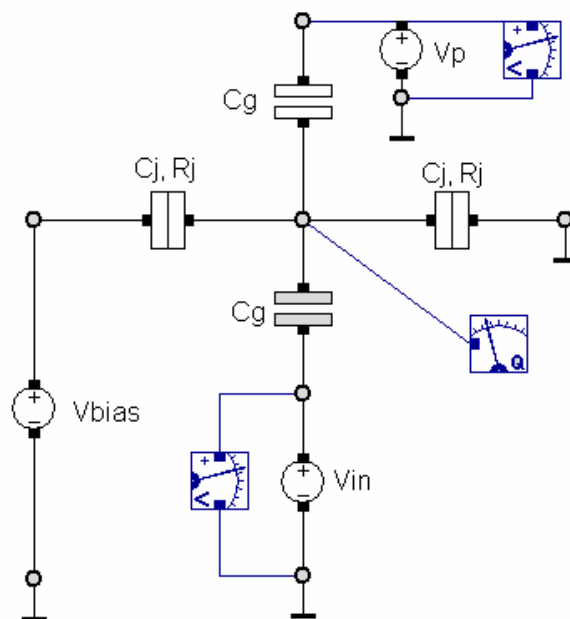 Vp
Cg
Cj, Rj
Cj, Rj
Cg
Q
Vbias
Vin